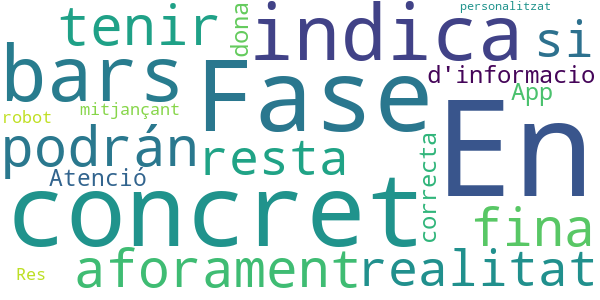 personalitzat
tenir
dona
indica
si
bars
Fase
d'informacio
En
robot
mitjançant
App
podrán
resta
Atenció
concret
correcta
fina
aforament
realitat
Res